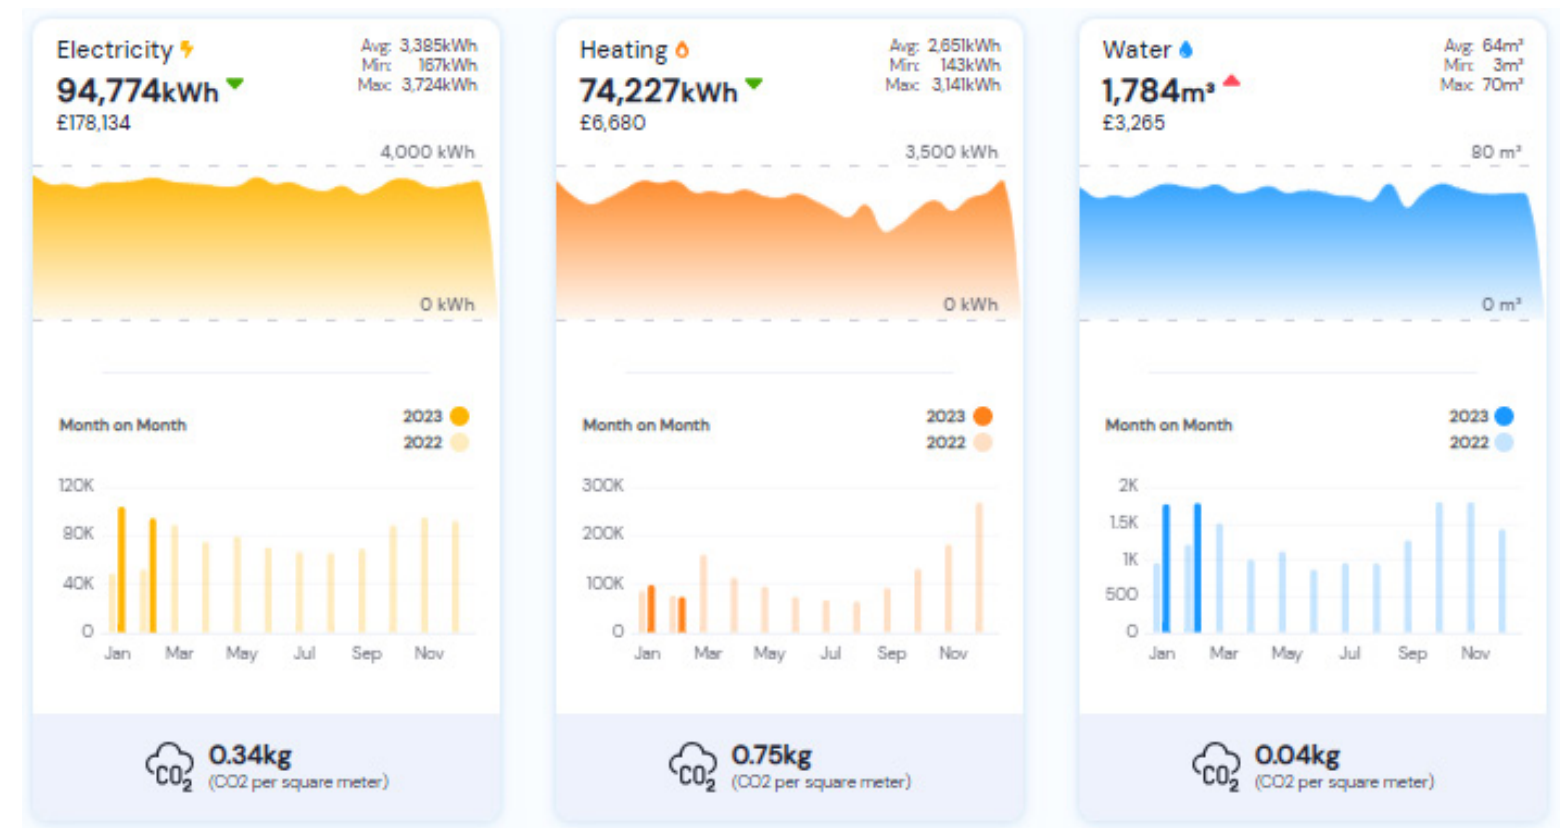 Electricity
Avg: 3,385kWh
Min: 167kWh
Max: 3,724kWh
94,774kWh
£178,134
4,000 kWh
0 kWh
Month on Month
2023
2022
120K
80K
40K
0
Jan Mar May Jul Sep Nov
CO2
0.34kg
(CO2 per square meter)
Heating
Avg: 2,651kWh
Min: 143kWh
Max: 3,141kWh
74,227kWh
£6,680
3,500 kWh
0 kWh
Month on Month
2023
2022
300K
200K
100K
0
Jan Mar May Jul Sep Nov
CO2
0.75kg
(CO2 per square meter)
Water
Avg: 64m³
Min: 3m³
Max: 70m³
1,784m³
£3,265
80 m³
0 m³
Month on Month
2023
2022
2K
1.5K
1K
500
0
Jan Mar May Jul Sep Nov
CO2
0.04kg
(CO2 per square meter)